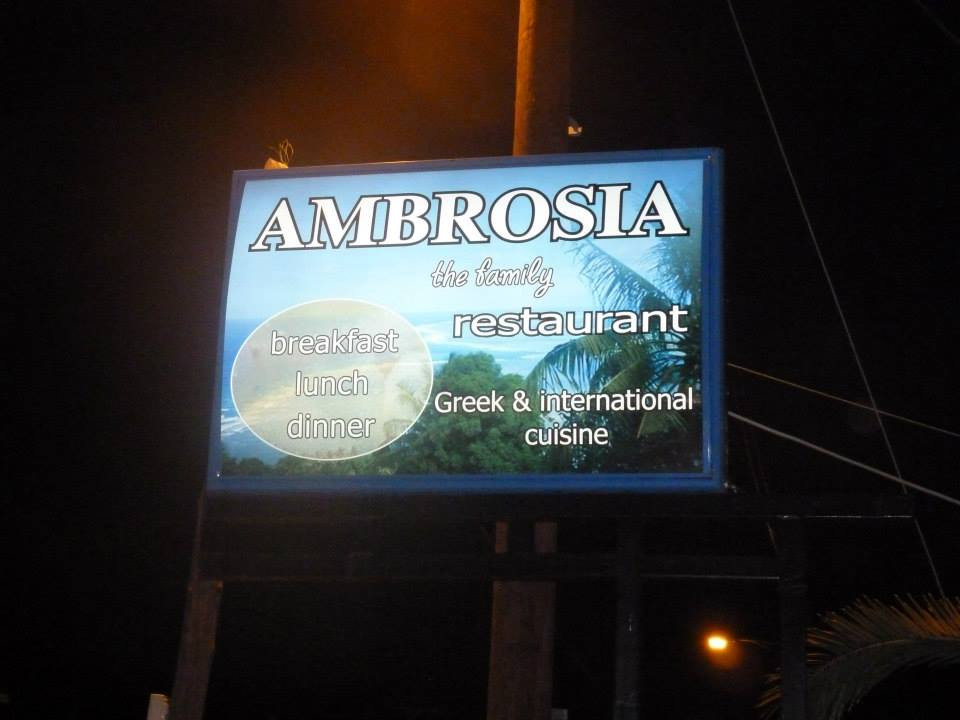 AMBROSIA
the family
restaurant
breakfast
lunch
dinner
Greek & international
cuisine